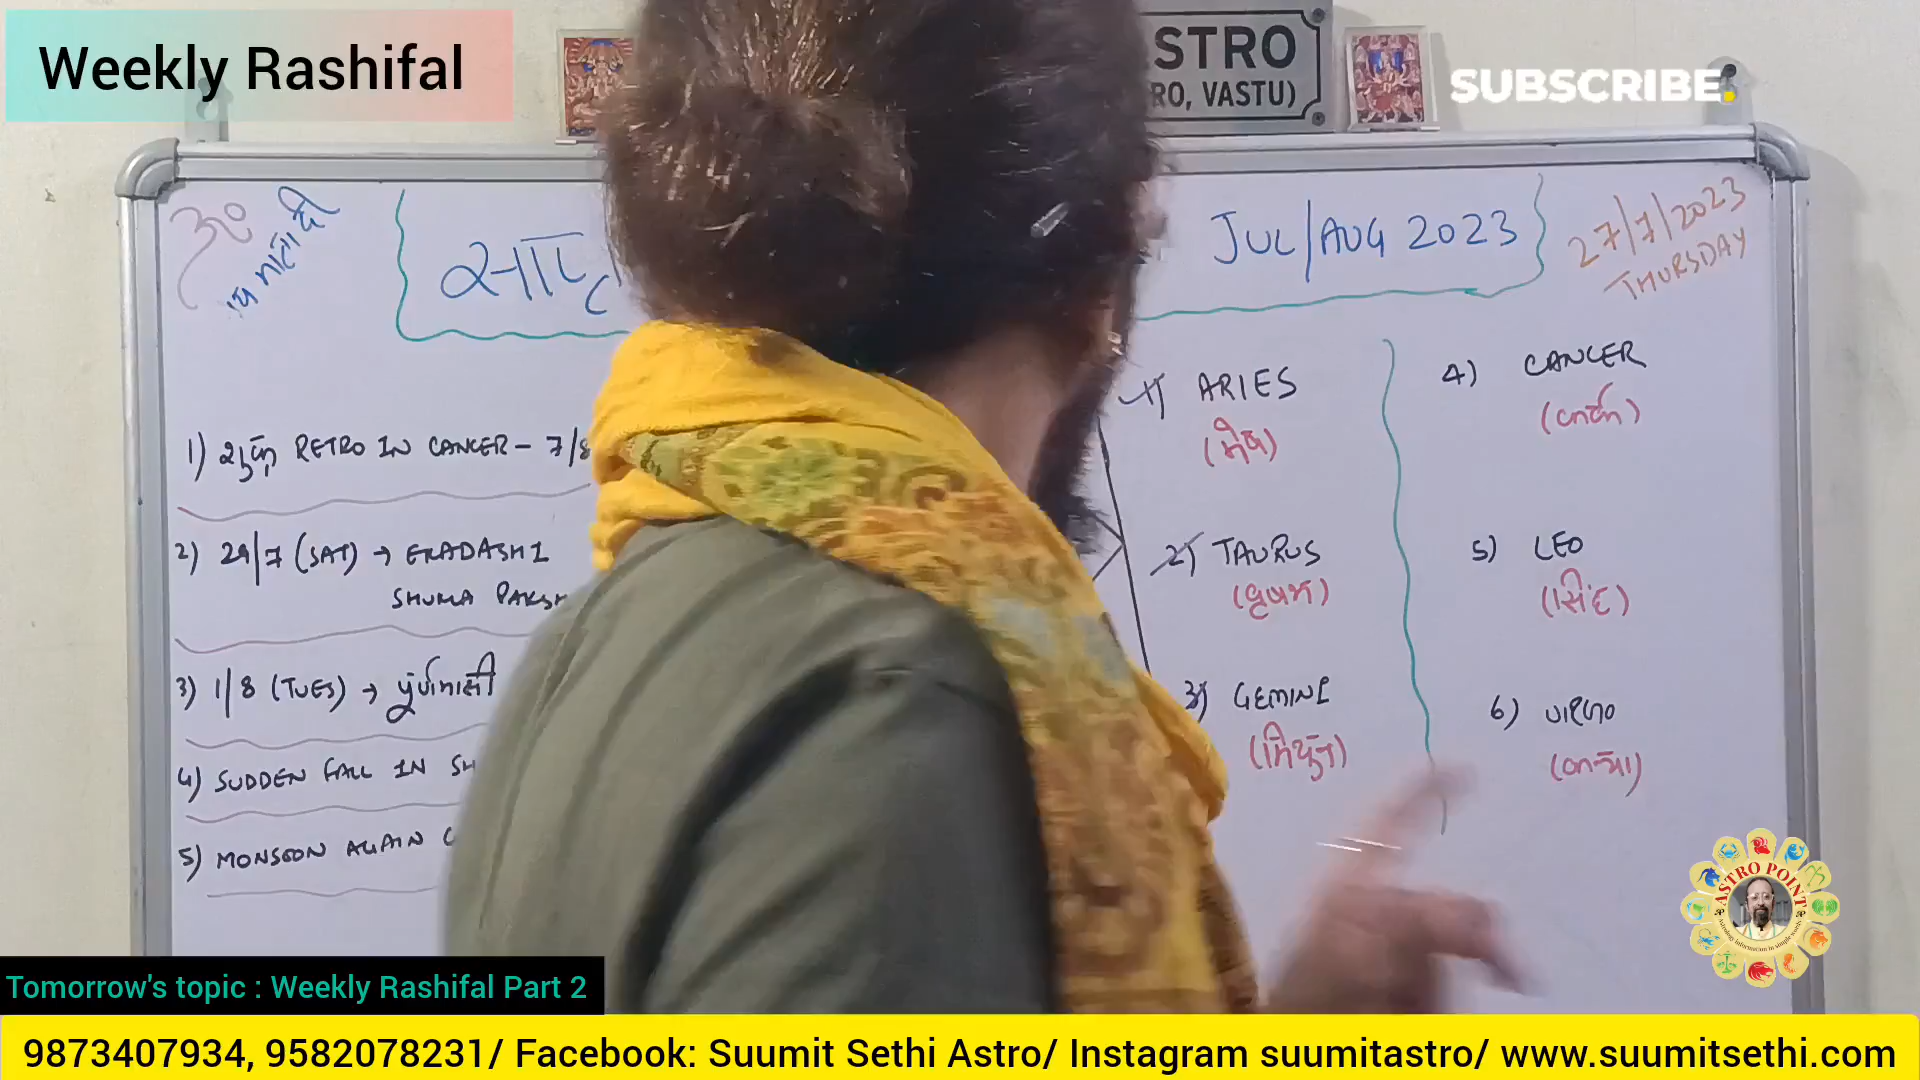 Weekly Rashifal
STRO
RO, VASTU)
SUBSCRIBE
ॐ
जय माता दी
JUL/AUG 2023
27/7/2023
THURSDAY
1) शुक्र RETRO IN CANCER - 7/8
2) 29/7 (SAT) → EKADASHI
SHUKLA PAKSH
3) 1/8 (TUES) → पूर्णमासी
4) SUDDEN FALL IN SH
5) MONSOON AGAIN
1) ARIES
(मेष)
2) TAURUS
(वृषभ)
3) GEMINI
(मिथुन)
4) CANCER
(कर्क)
5) LEO
(सिंह)
6) VIRGO
(कन्या)
ASTRO POINT
Tomorrow's topic : Weekly Rashifal Part 2
9873407934, 9582078231/ Facebook: Suumit Sethi Astro/ Instagram suumitastro/ www.suumitsethi.com